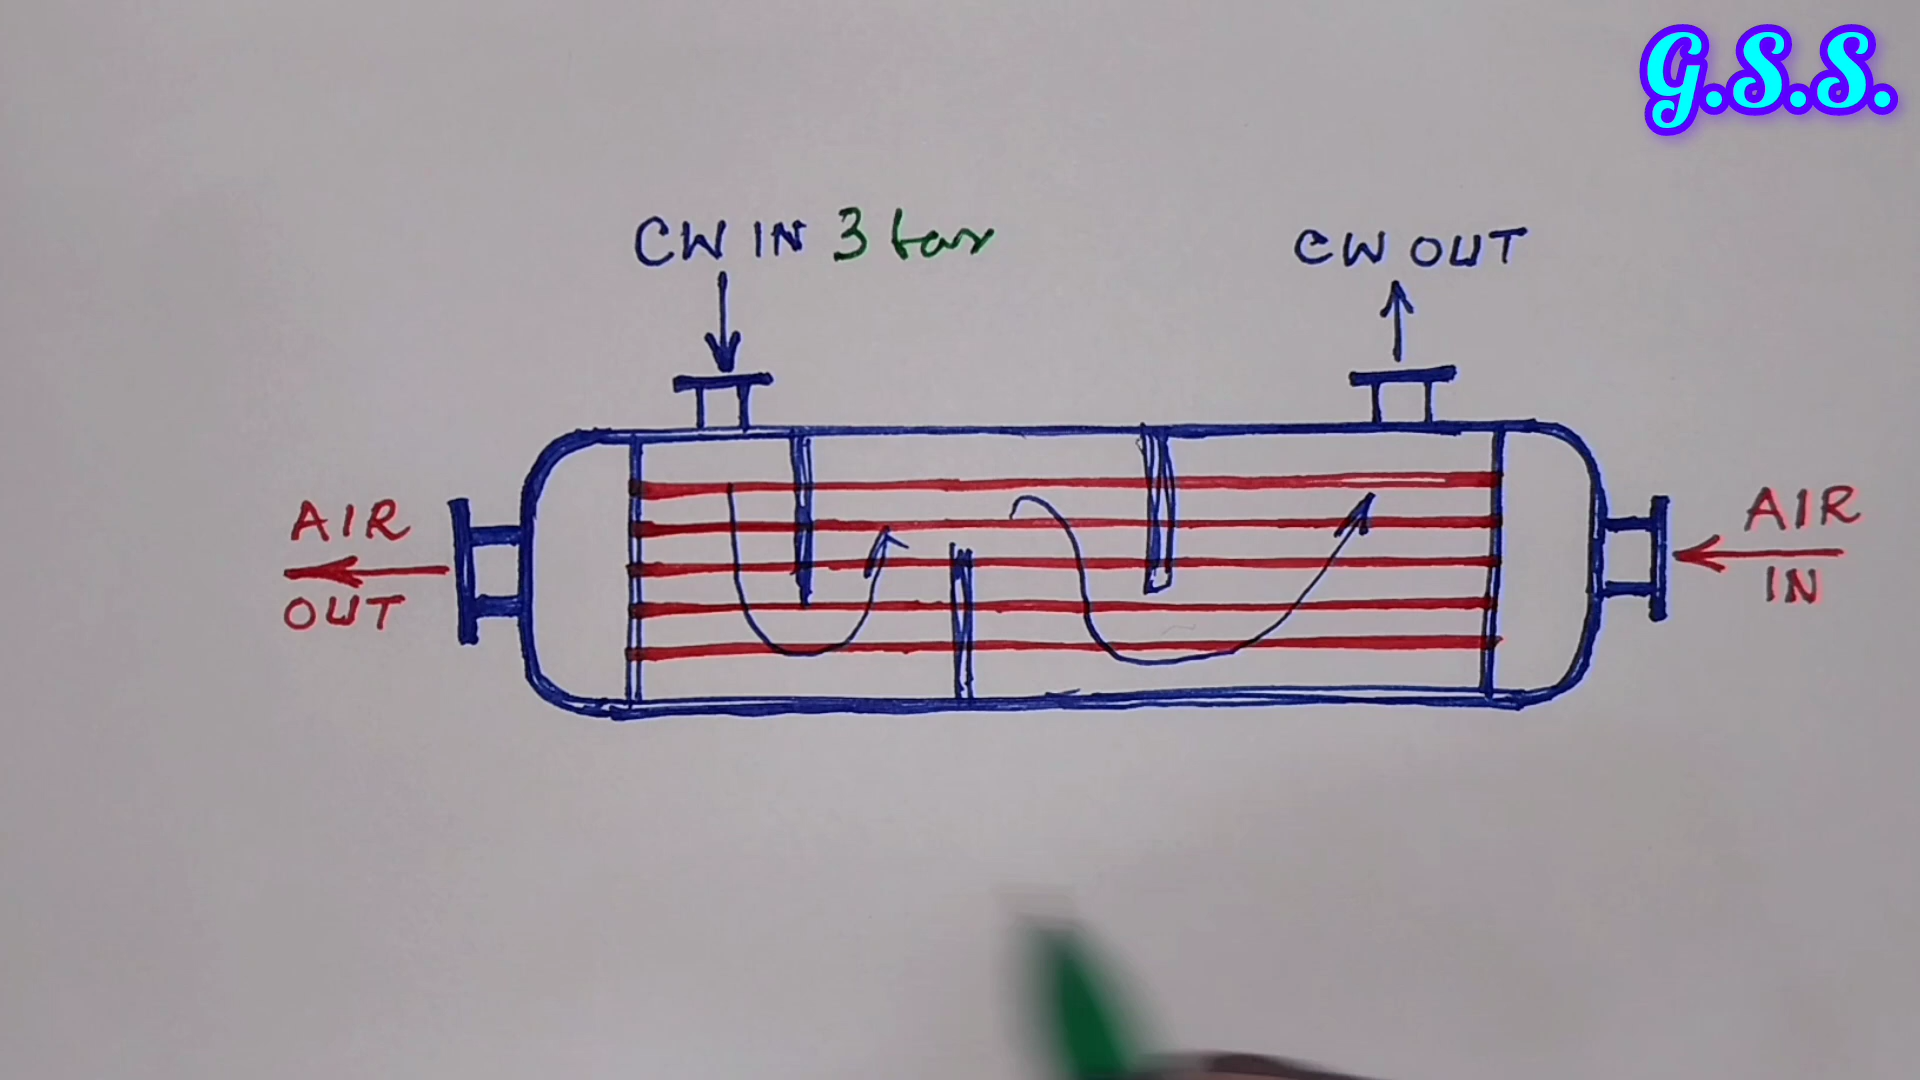 G.S.S.
CW IN 3 bar
CW OUT
AIR
OUT
AIR
IN